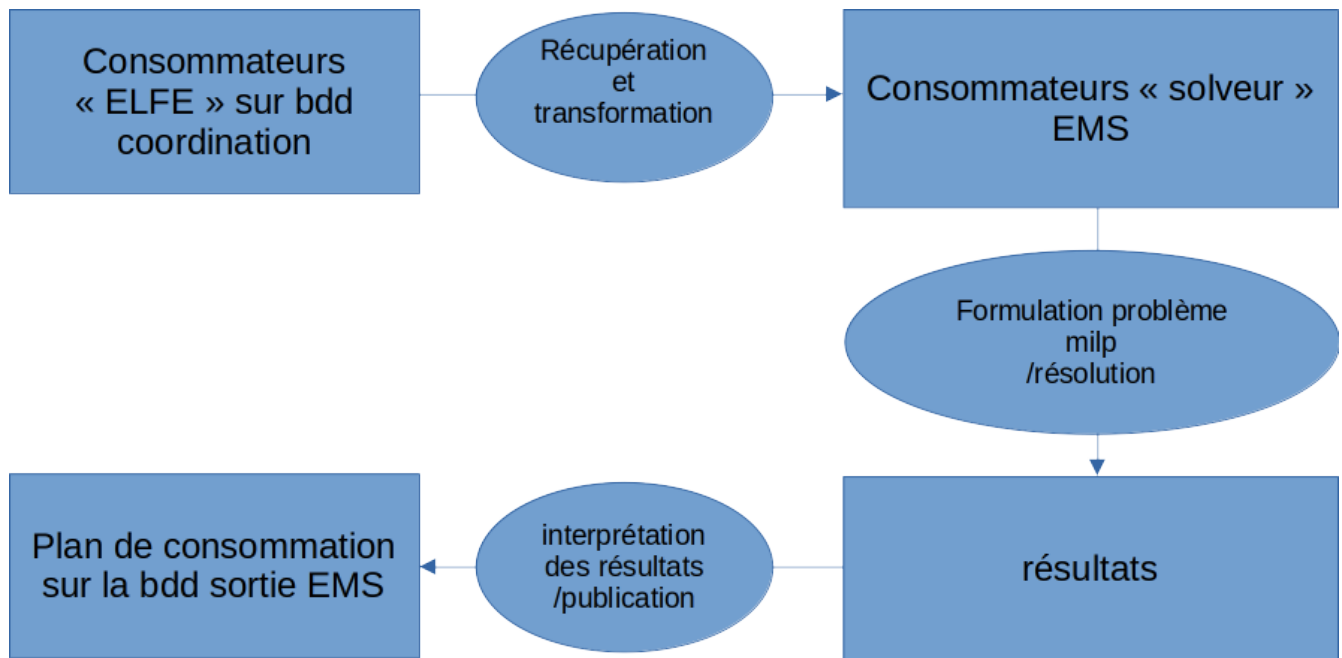 Consommateurs
« ELFE » sur bdd
coordination
Récupération
et
transformation
Consommateurs « solveur »
EMS
Formulation problème
milp
/résolution
Plan de consommation
sur la bdd sortie EMS
interprétation
des résultats
/publication
résultats